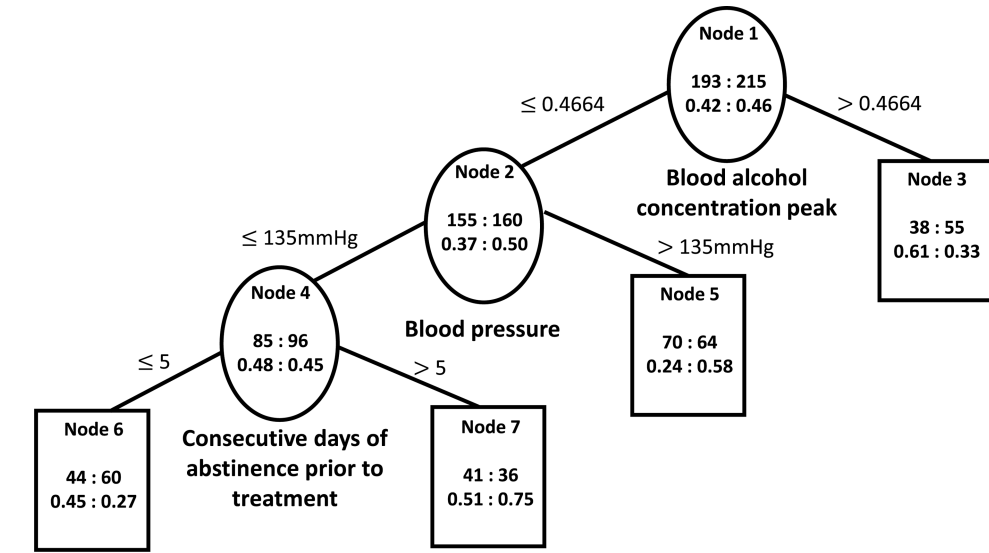 Node 1
193 : 215
0.42 : 0.46
≤ 0.4664
> 0.4664
Blood alcohol
concentration peak
Node 2
155 : 160
0.37 : 0.50
Node 3
38 : 55
0.61 : 0.33
≤ 135mmHg
> 135mmHg
Blood pressure
Node 4
85 : 96
0.48 : 0.45
Node 5
70 : 64
0.24 : 0.58
≤ 5
> 5
Consecutive days of
abstinence prior to
treatment
Node 6
44 : 60
0.45 : 0.27
Node 7
41 : 36
0.51 : 0.75